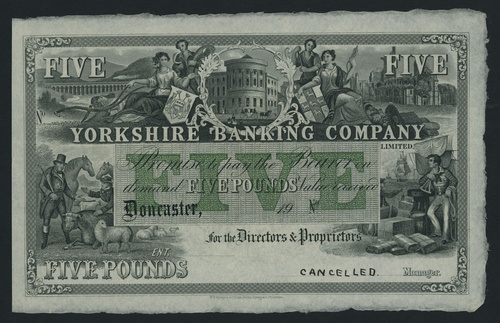 FIVE FIVE
YORKSHIRE BANKING COMPANY
LIMITED.
Promise to pay the Bearer on
demand FIVE POUNDS Value received
FIVE
Doncaster, 19
For the Directors & Proprietors
ENT.
FIVE POUNDS
CANCELLED. Manager.